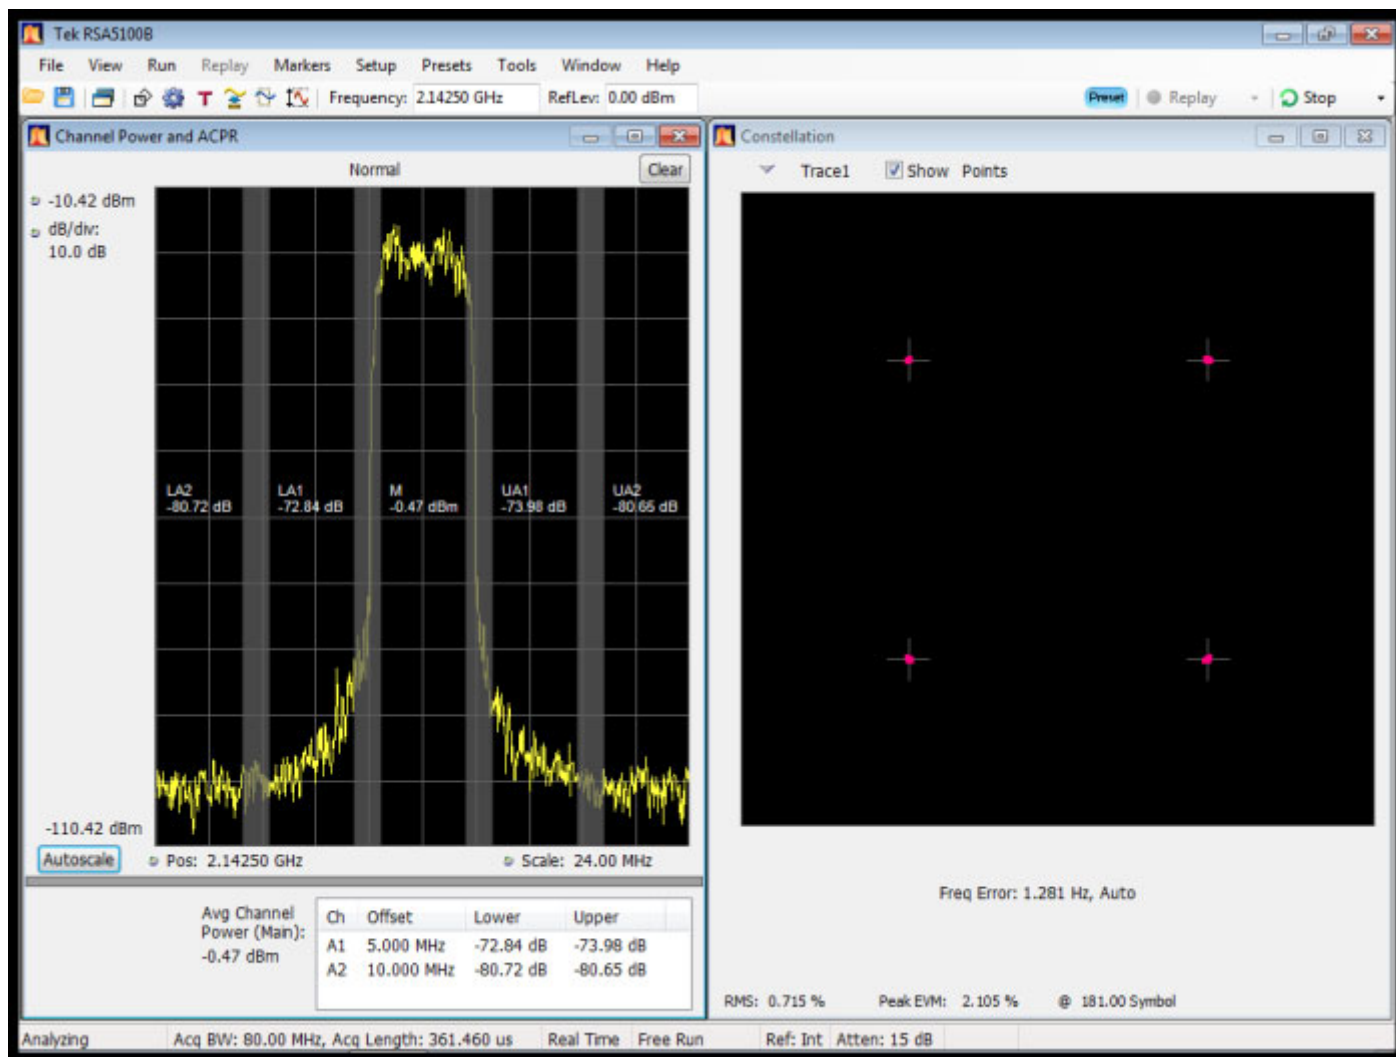 Tek RSA5100B
File View Run Replay Markers Setup Presets Tools Window Help
T Frequency: 2.14250 GHz RefLev: 0.00 dBm Preset Replay Stop
Channel Power and ACPR
Normal Clear
-10.42 dBm
dB/div:
10.0 dB
LA2 LA1 M UA1 UA2
-80.72 dB -72.84 dB -0.47 dBm -73.98 dB -80.65 dB
-110.42 dBm
Autoscale Pos: 2.14250 GHz Scale: 24.00 MHz
Avg Channel
Power (Main):
-0.47 dBm
Ch Offset Lower Upper
A1 5.000 MHz -72.84 dB -73.98 dB
A2 10.000 MHz -80.72 dB -80.65 dB
Constellation
Trace1 Show Points
Freq Error: 1.281 Hz, Auto
RMS: 0.715 % Peak EVM: 2.105 % @ 181.00 Symbol
Analyzing Acq BW: 80.00 MHz, Acq Length: 361.460 us Real Time Free Run Ref: Int Atten: 15 dB